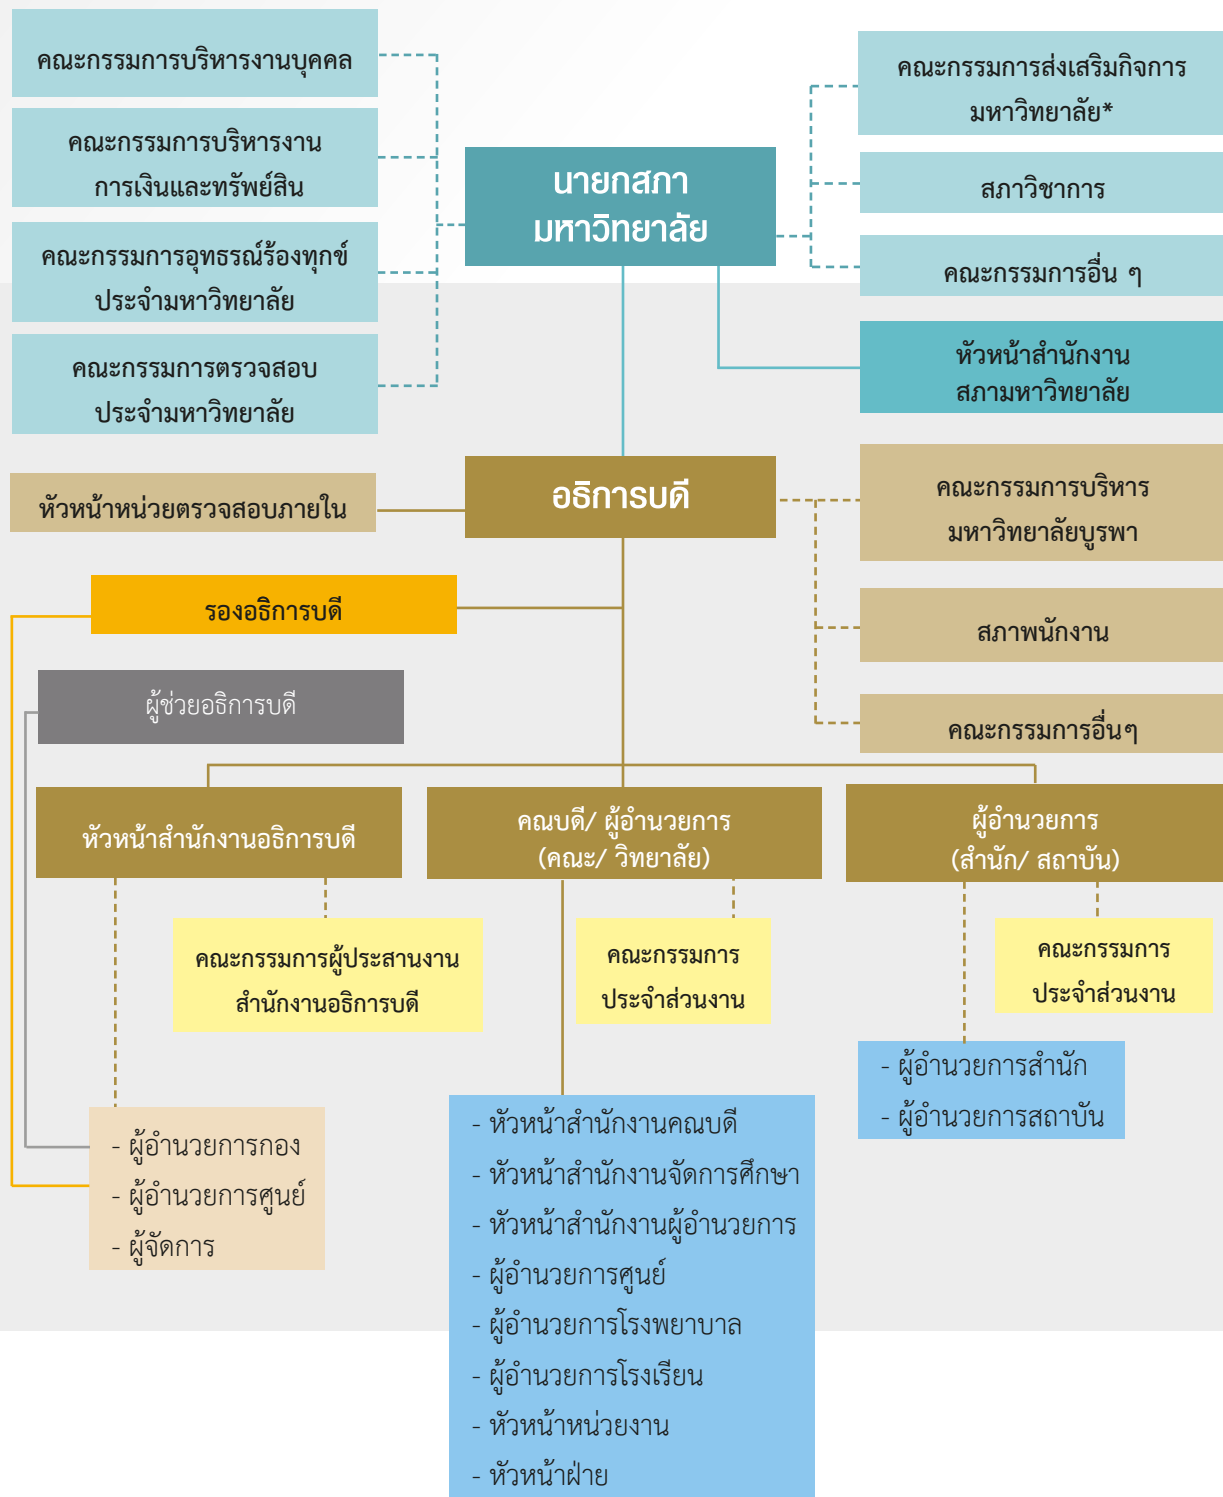 คณะกรรมการบริหารงานบุคคล
คณะกรรมการบริหารงาน
การเงินและทรัพย์สิน
คณะกรรมการอุทธรณ์ร้องทุกข์
ประจำมหาวิทยาลัย
คณะกรรมการตรวจสอบ
ประจำมหาวิทยาลัย
นายกสภา
มหาวิทยาลัย
คณะกรรมการส่งเสริมกิจการ
มหาวิทยาลัย*
สภาวิชาการ
คณะกรรมการอื่น ๆ
หัวหน้าสำนักงาน
สภามหาวิทยาลัย
หัวหน้าหน่วยตรวจสอบภายใน
อธิการบดี
คณะกรรมการบริหาร
มหาวิทยาลัยบูรพา
สภาพนักงาน
คณะกรรมการอื่นๆ
รองอธิการบดี
ผู้ช่วยอธิการบดี
หัวหน้าสำนักงานอธิการบดี
คณบดี/ ผู้อำนวยการ
(คณะ/ วิทยาลัย)
ผู้อำนวยการ
(สำนัก/ สถาบัน)
คณะกรรมการผู้ประสานงาน
สำนักงานอธิการบดี
คณะกรรมการ
ประจำส่วนงาน
คณะกรรมการ
ประจำส่วนงาน
- ผู้อำนวยการกอง
- ผู้อำนวยการศูนย์
- ผู้จัดการ
- หัวหน้าสำนักงานคณบดี
- หัวหน้าสำนักงานจัดการศึกษา
- หัวหน้าสำนักงานผู้อำนวยการ
- ผู้อำนวยการศูนย์
- ผู้อำนวยการโรงพยาบาล
- ผู้อำนวยการโรงเรียน
- หัวหน้าหน่วยงาน
- หัวหน้าฝ่าย
- ผู้อำนวยการสำนัก
- ผู้อำนวยการสถาบัน